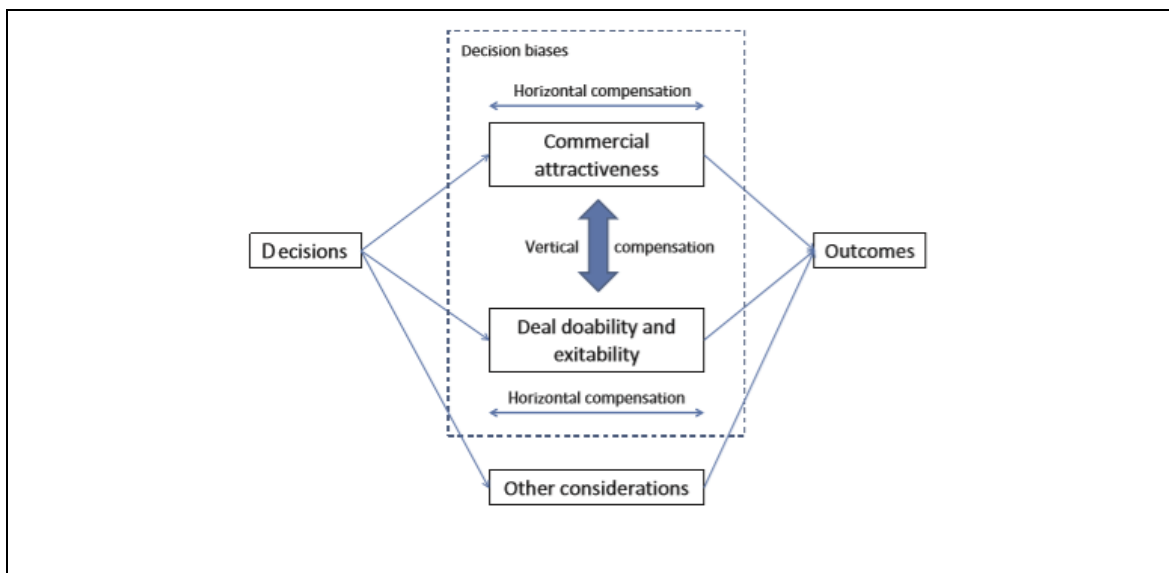 Decision biases
Horizontal compensation
Commercial
attractiveness
Decisions
Vertical compensation
Outcomes
Deal doability and
exitability
Horizontal compensation
Other considerations